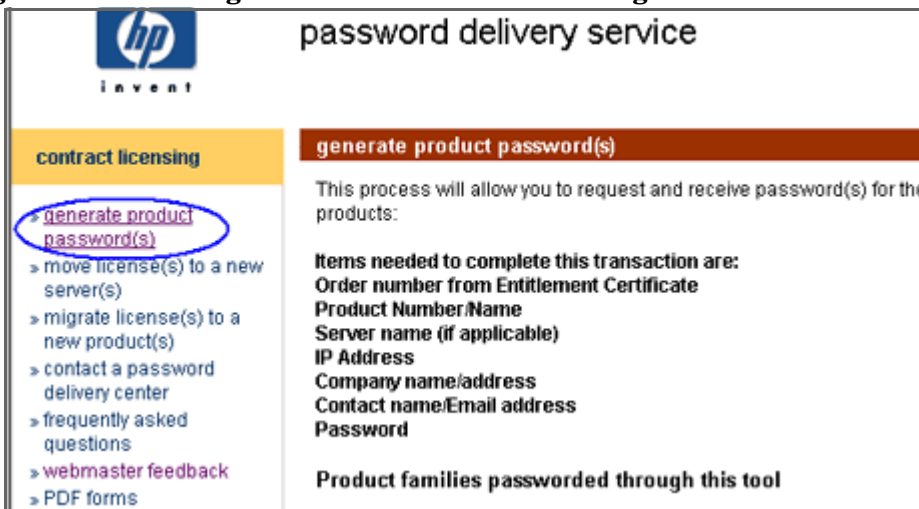 hp
invent
password delivery service
contract licensing
» generate product
password(s)
» move license(s) to a new
server(s)
» migrate license(s) to a
new product(s)
» contact a password
delivery center
» frequently asked
questions
» webmaster feedback
» PDF forms
generate product password(s)
This process will allow you to request and receive password(s) for the
products:
Items needed to complete this transaction are:
Order number from Entitlement Certificate
Product Number/Name
Server name (if applicable)
IP Address
Company name/address
Contact name/Email address
Password
Product families passworded through this tool